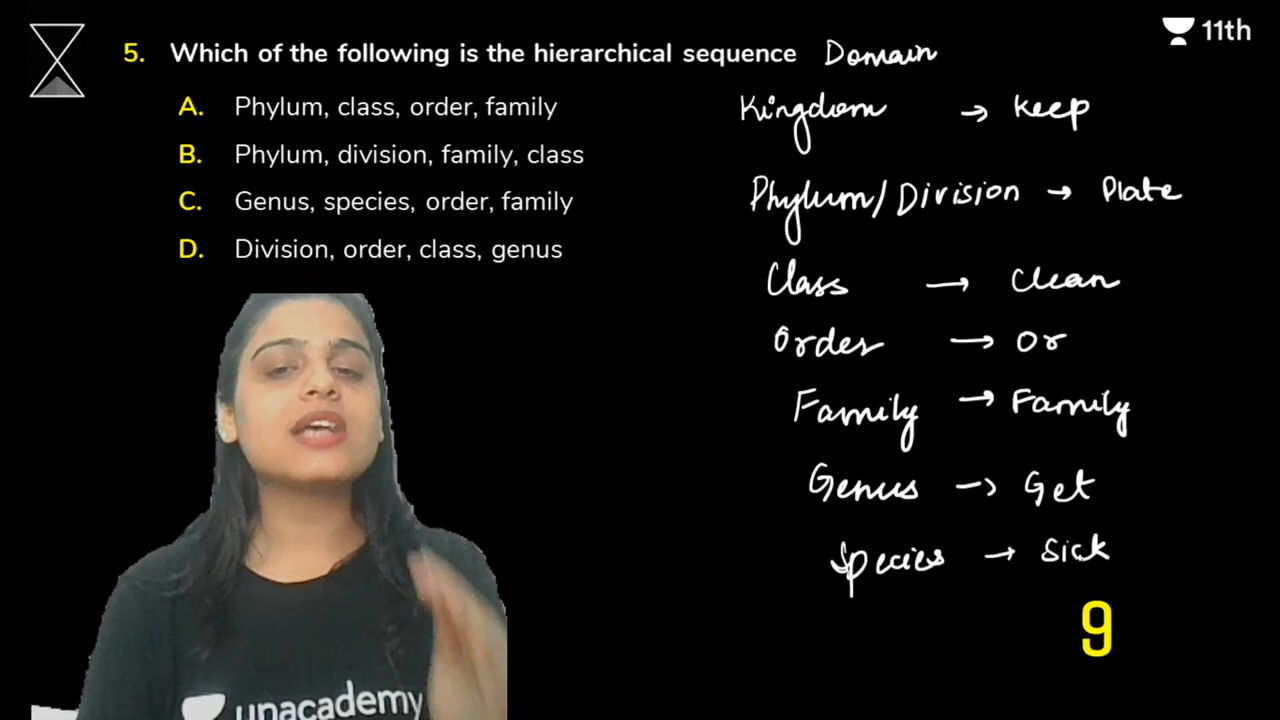 11th
5. Which of the following is the hierarchical sequence
A. Phylum, class, order, family
B. Phylum, division, family, class
C. Genus, species, order, family
D. Division, order, class, genus
Domain
Kingdom → Keep
Phylum/Division → Plate
Class → Clean
Order → Or
Family → Family
Genus → Get
Species → Sick
9
unacademy